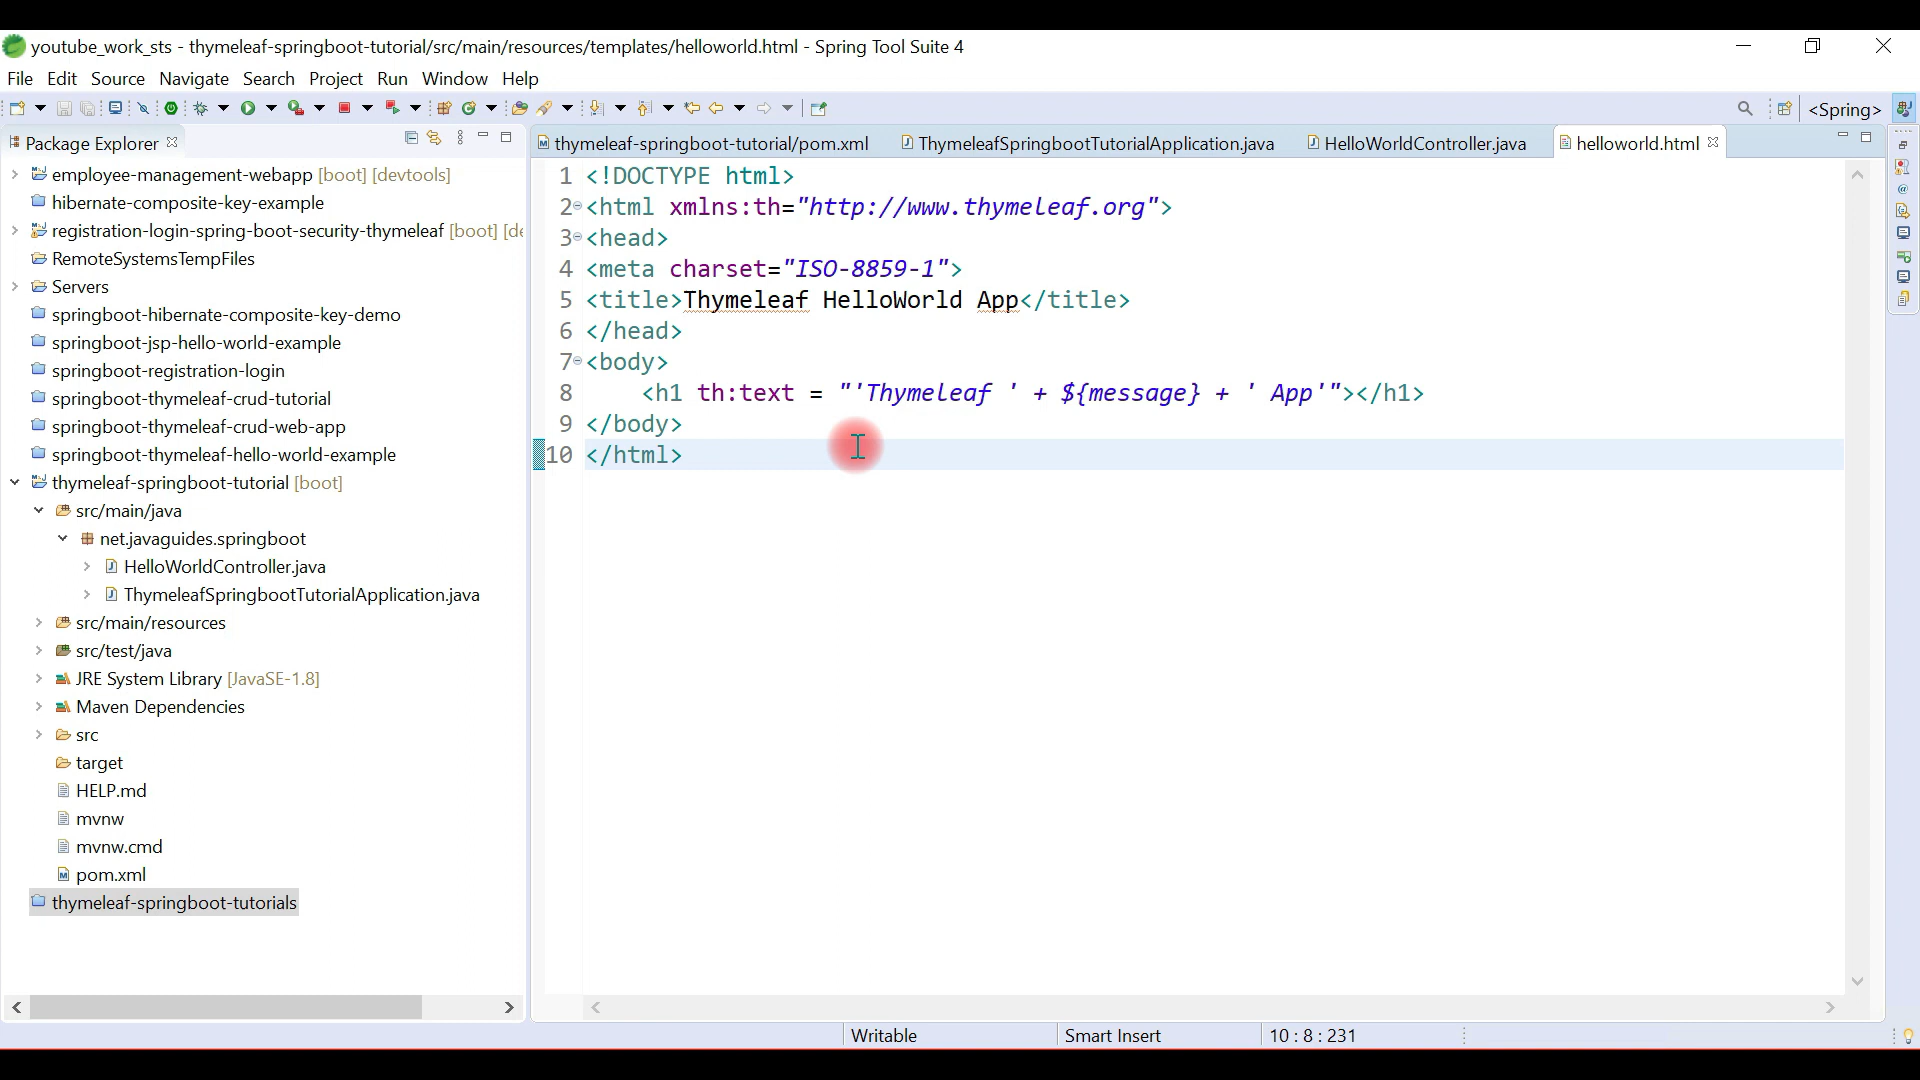 youtube_work_sts - thymeleaf-springboot-tutorial/src/main/resources/templates/helloworld.html - Spring Tool Suite 4
File Edit Source Navigate Search Project Run Window Help
<Spring>
Package Explorer
thymeleaf-springboot-tutorial/pom.xml ThymeleafSpringbootTutorialApplication.java HelloWorldController.java helloworld.html
employee-management-webapp [boot] [devtools]
hibernate-composite-key-example
registration-login-spring-boot-security-thymeleaf [boot] [de
RemoteSystemsTempFiles
Servers
springboot-hibernate-composite-key-demo
springboot-jsp-hello-world-example
springboot-registration-login
springboot-thymeleaf-crud-tutorial
springboot-thymeleaf-crud-web-app
springboot-thymeleaf-hello-world-example
thymeleaf-springboot-tutorial [boot]
src/main/java
net.javaguides.springboot
HelloWorldController.java
ThymeleafSpringbootTutorialApplication.java
src/main/resources
src/test/java
JRE System Library [JavaSE-1.8]
Maven Dependencies
src
target
HELP.md
mvnw
mvnw.cmd
pom.xml
thymeleaf-springboot-tutorials
1 <!DOCTYPE html>
2 <html xmlns:th="http://www.thymeleaf.org">
3 <head>
4 <meta charset="ISO-8859-1">
5 <title>Thymeleaf HelloWorld App</title>
6 </head>
7 <body>
8 <h1 th:text = "'Thymeleaf ' + ${message} + ' App'"></h1>
9 </body>
10 </html>
Writable Smart Insert 10 : 8 : 231